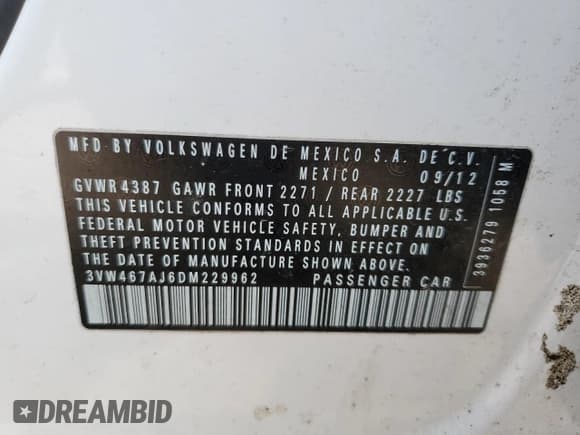 MFD BY VOLKSWAGEN DE MEXICO S.A. DE C.V.
MEXICO 09/12
GVWR 4387 GAWR FRONT 2271 / REAR 2227 LBS
THIS VEHICLE CONFORMS TO ALL APPLICABLE U.S.
FEDERAL MOTOR VEHICLE SAFETY, BUMPER AND
THEFT PREVENTION STANDARDS IN EFFECT ON
THE DATE OF MANUFACTURE SHOWN ABOVE.
3VW467AJ6DM229962 PASSENGER CAR
3936279 1058 M
DREAMBID